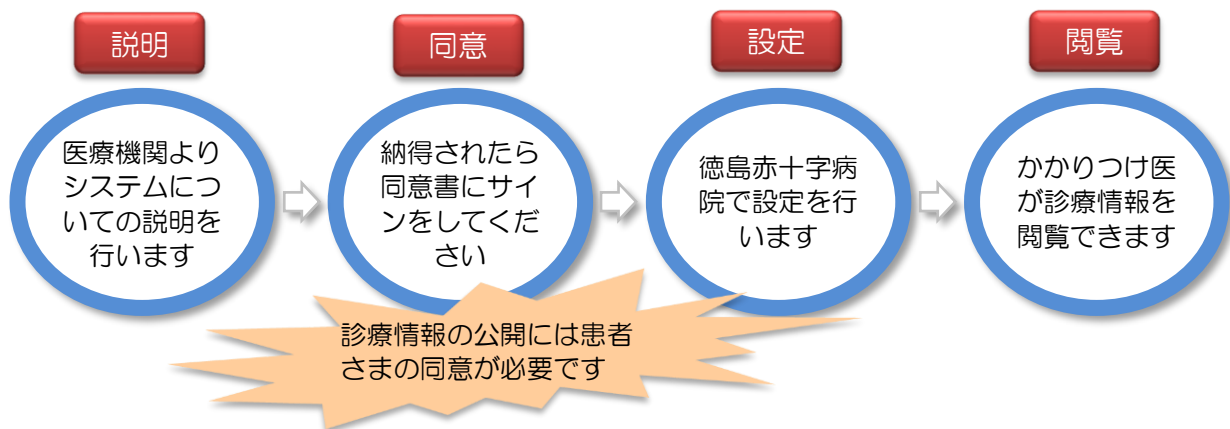 説明
同意
設定
閲覧
医療機関より
システムにつ
いての説明を
行います
納得されたら
同意書にサイ
ンをしてくだ
さい
徳島赤十字病
院で設定を行
います
かかりつけ医
が診療情報を
閲覧できます
診療情報の公開には患者
さまの同意が必要です